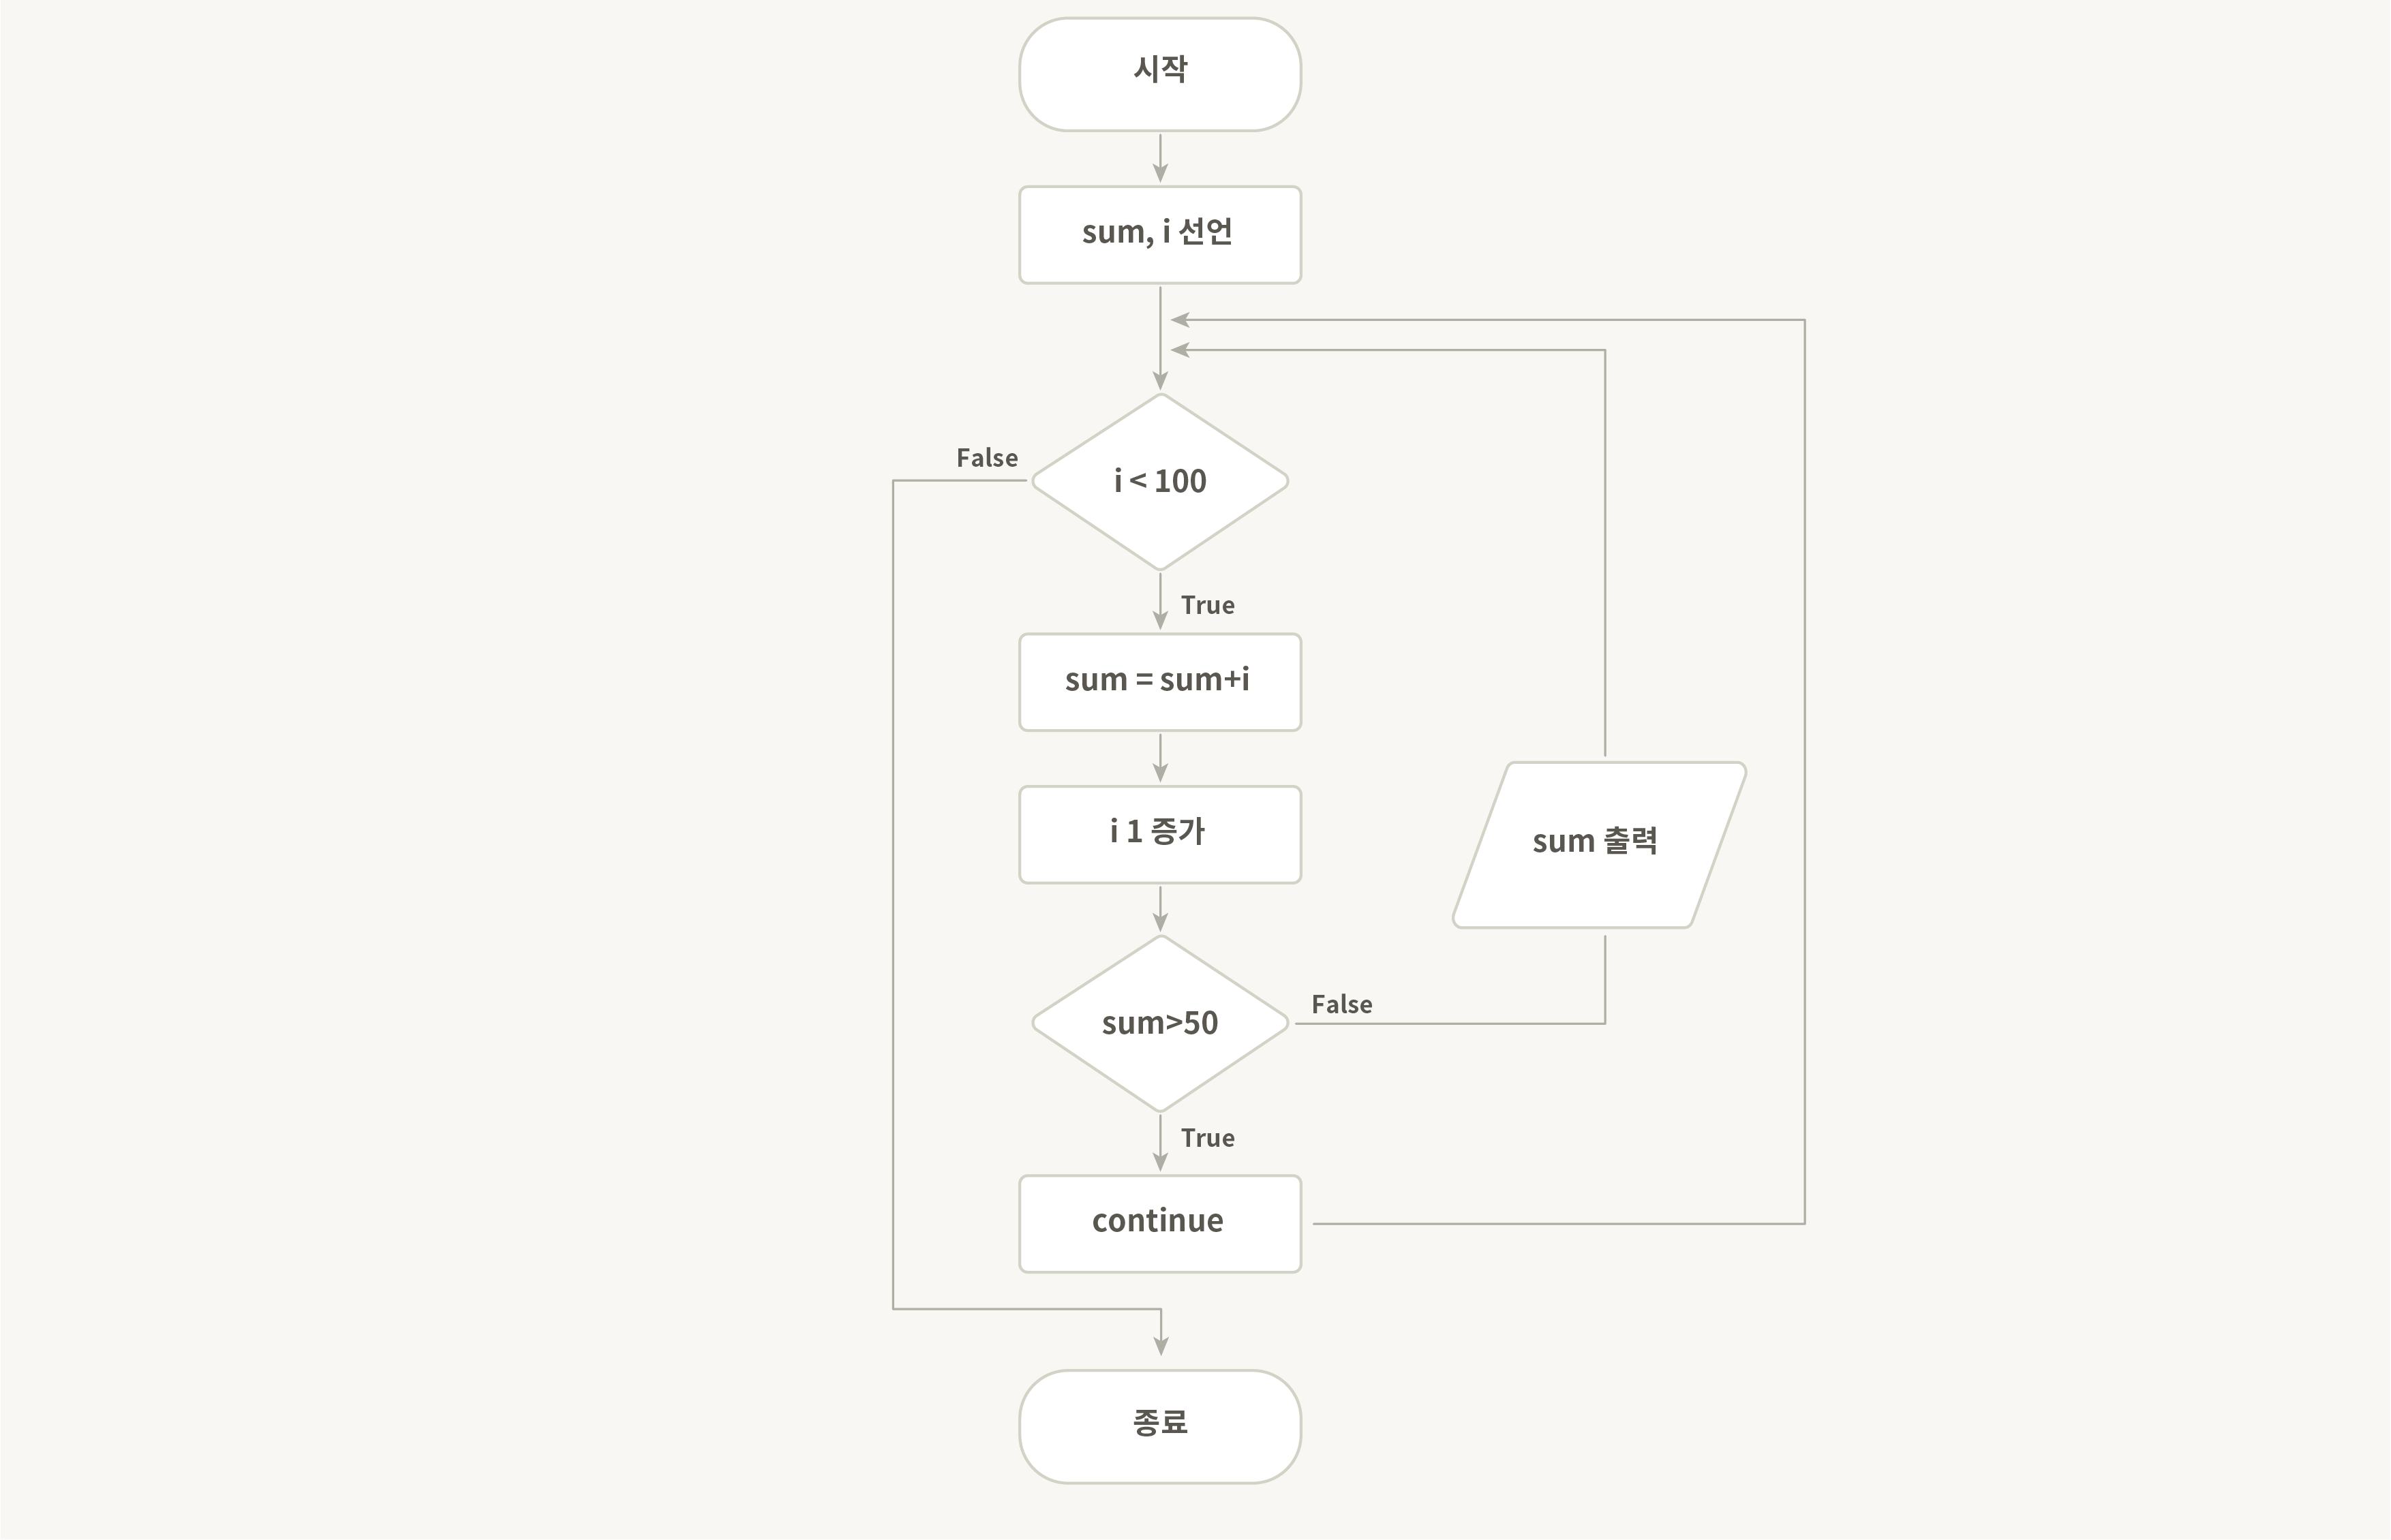 시작
sum, i 선언
i < 100
False
True
sum = sum+i
i 1 증가
sum 출력
sum>50
False
True
continue
종료